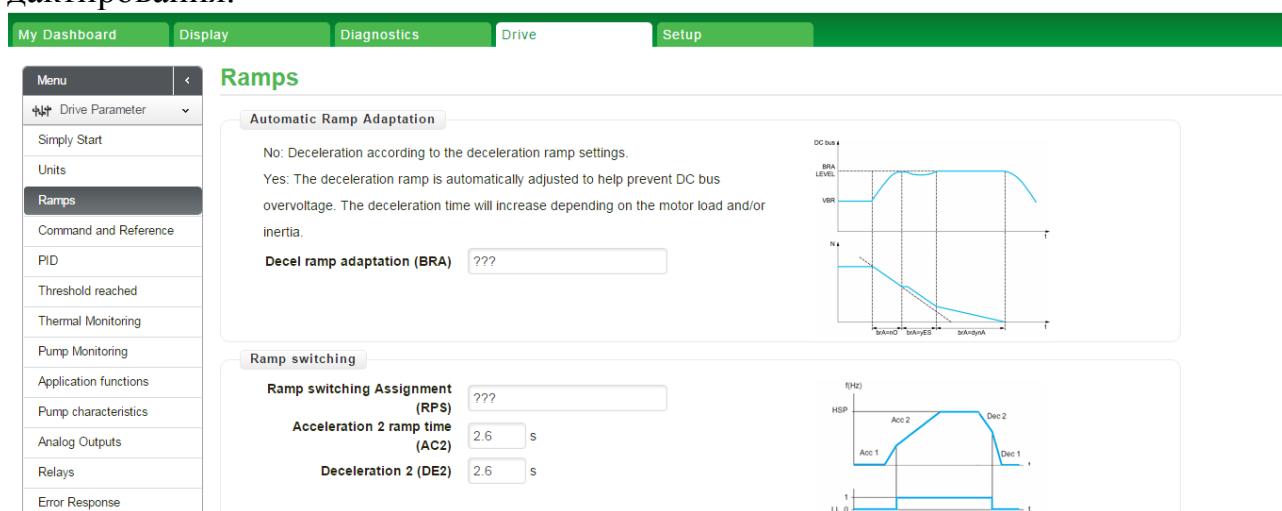 дактирования.
My Dashboard Display Diagnostics Drive Setup
Menu
Drive Parameter
Simply Start
Units
Ramps
Command and Reference
PID
Threshold reached
Thermal Monitoring
Pump Monitoring
Application functions
Pump characteristics
Analog Outputs
Relays
Error Response
Ramps
Automatic Ramp Adaptation
No: Deceleration according to the deceleration ramp settings.
Yes: The deceleration ramp is automatically adjusted to help prevent DC bus
overvoltage. The deceleration time will increase depending on the motor load and/or
inertia.
Decel ramp adaptation (BRA) ???
DC bus
BRA
LEVEL
VBR
t
N
t
brA=nO brA=yES brA=dynA
Ramp switching
Ramp switching Assignment
(RPS) ???
Acceleration 2 ramp time
(AC2) 2.6 s
Deceleration 2 (DE2) 2.6 s
f(Hz)
HSP
Acc 2 Dec 2
Acc 1 Dec 1
t
1
LI. 0 t